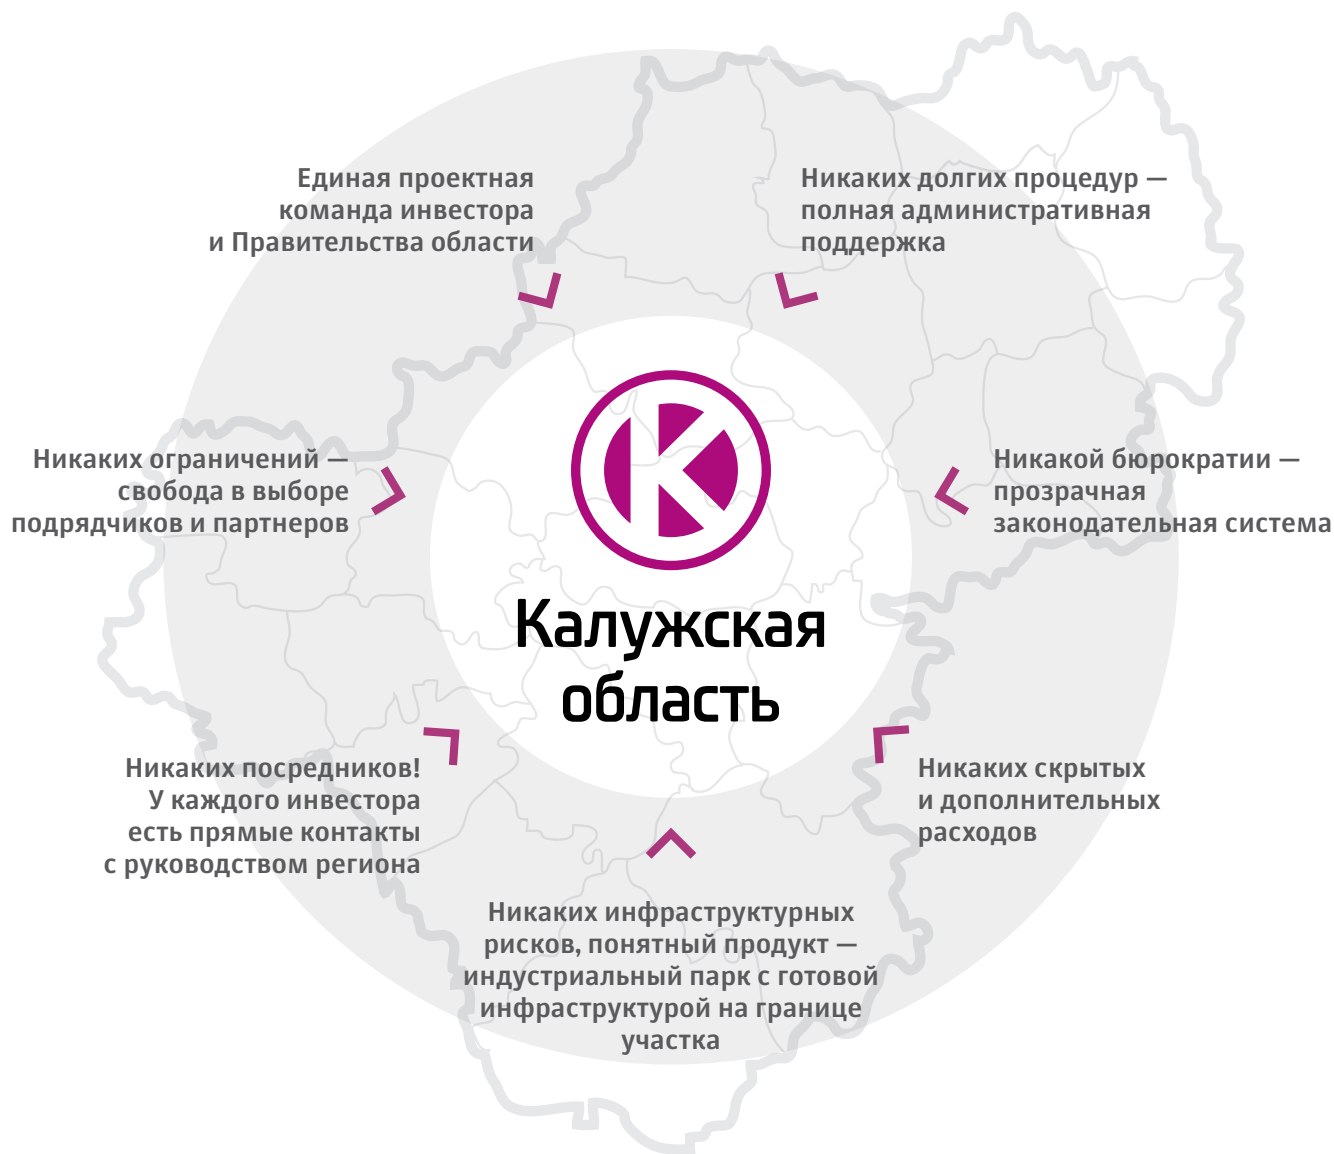 Единая проектная
команда инвестора
и Правительства области
Никаких долгих процедур —
полная административная
поддержка
Никаких ограничений —
свобода в выборе
подрядчиков и партнеров
Никакой бюрократии —
прозрачная
законодательная система
Калужская
область
Никаких посредников!
У каждого инвестора
есть прямые контакты
с руководством региона
Никаких скрытых
и дополнительных
расходов
Никаких инфраструктурных
рисков, понятный продукт —
индустриальный парк с готовой
инфраструктурой на границе
участка